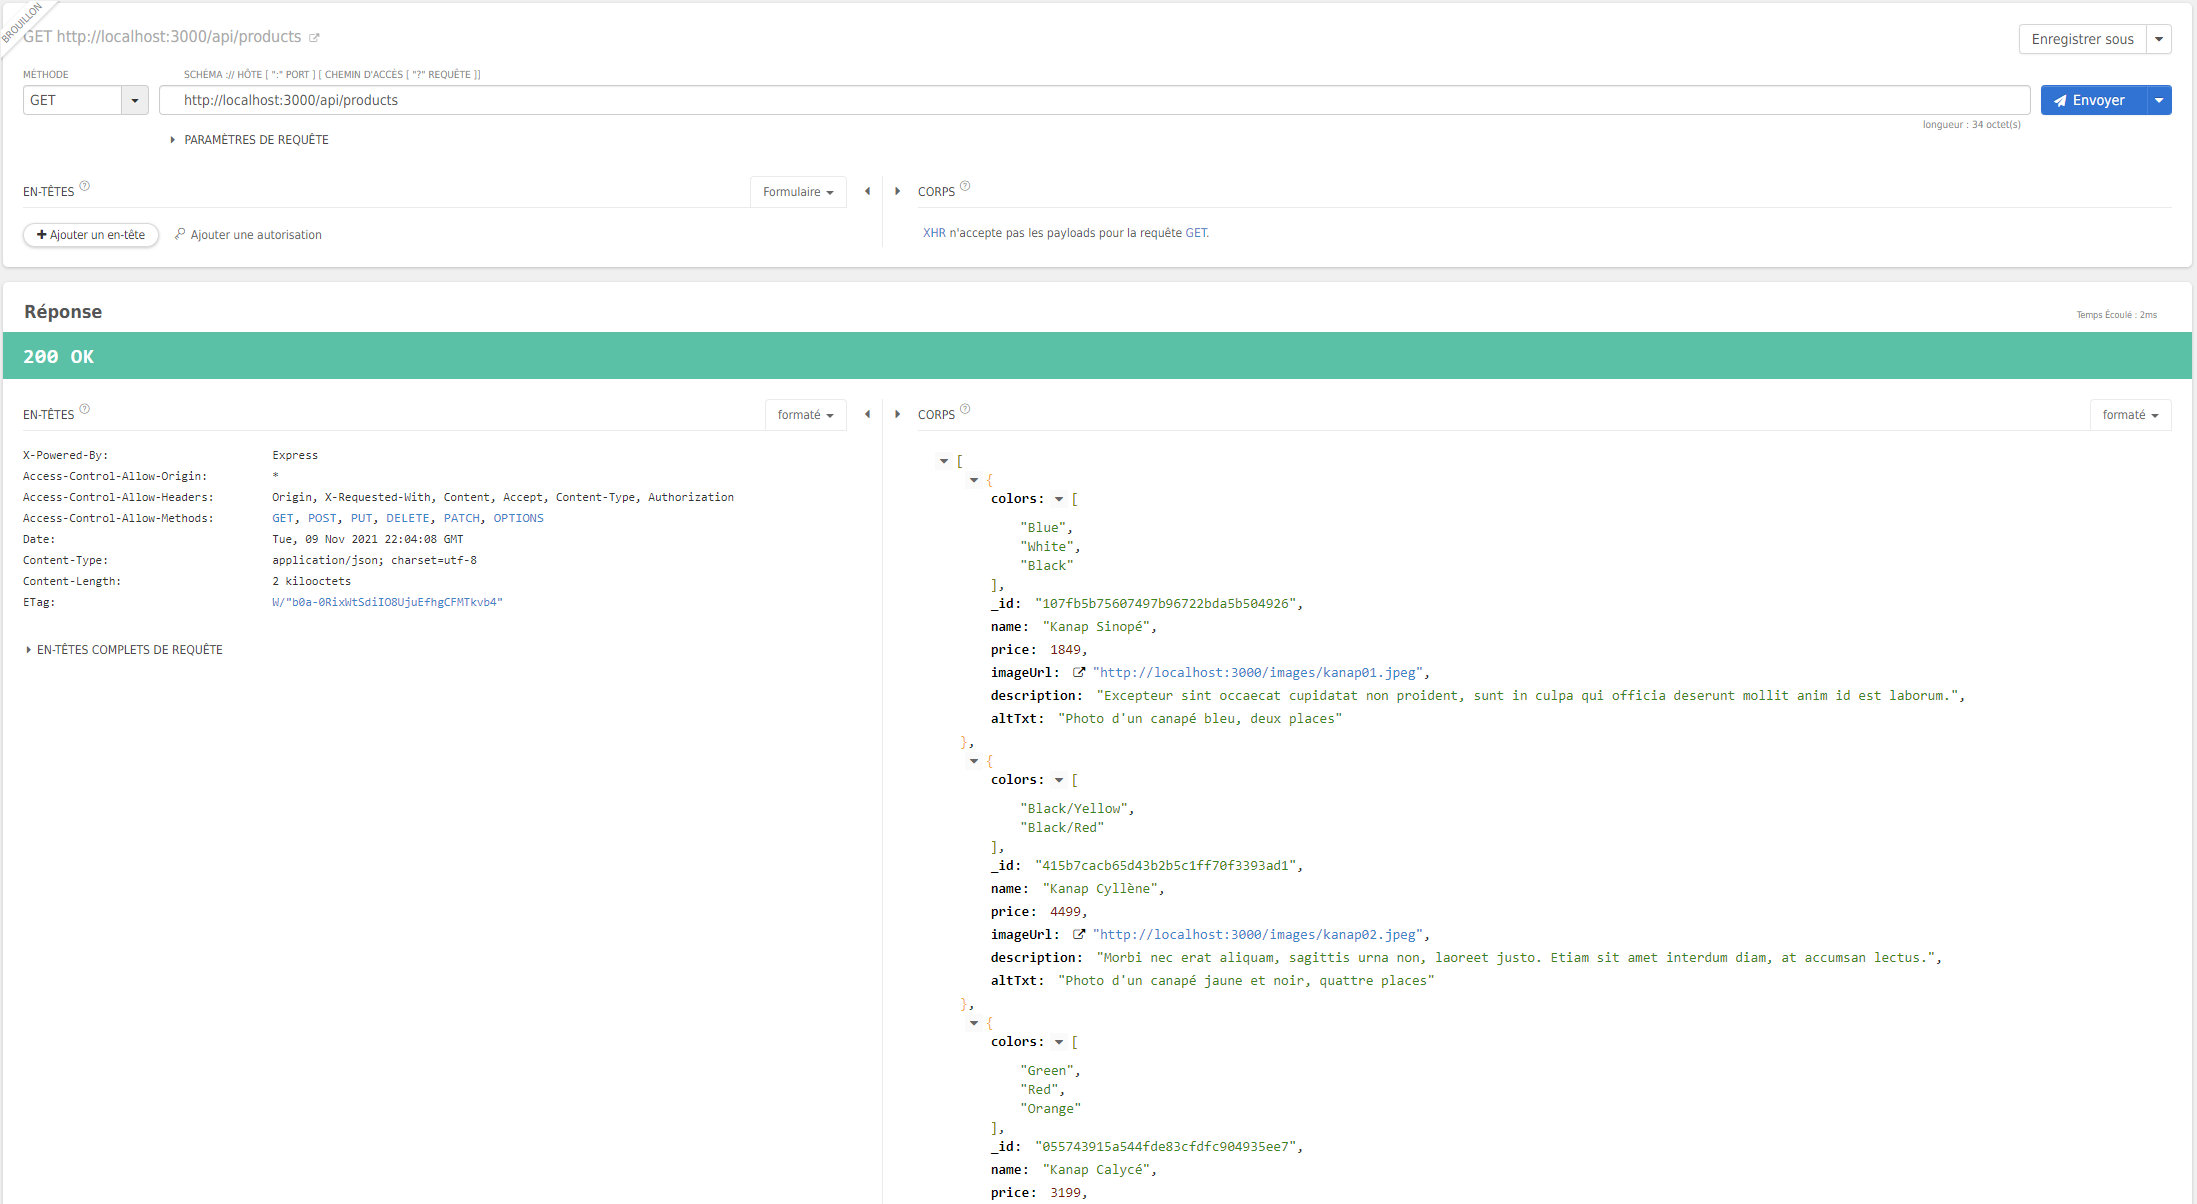 BROUILLON
GET http://localhost:3000/api/products
Enregistrer sous
MÉTHODE
SCHÉMA :// HÔTE [ ":" PORT ] [ CHEMIN D'ACCÈS [ "?" REQUÊTE ]]
GET
http://localhost:3000/api/products
Envoyer
longueur : 34 octet(s)
PARAMÈTRES DE REQUÊTE
EN-TÊTES ?
Formulaire
CORPS ?
+ Ajouter un en-tête
Ajouter une autorisation
XHR n'accepte pas les payloads pour la requête GET.
Réponse
Temps Écoulé : 2ms
200 OK
EN-TÊTES ?
formaté
CORPS ?
formaté
X-Powered-By: Express
Access-Control-Allow-Origin: *
Access-Control-Allow-Headers: Origin, X-Requested-With, Content, Accept, Content-Type, Authorization
Access-Control-Allow-Methods: GET, POST, PUT, DELETE, PATCH, OPTIONS
Date: Tue, 09 Nov 2021 22:04:08 GMT
Content-Type: application/json; charset=utf-8
Content-Length: 2 kilooctets
ETag: W/"b0a-0RixWtSdiIO8UjuEfhgCFMTkvb4"
EN-TÊTES COMPLETS DE REQUÊTE
[
{
colors: [
"Blue",
"White",
"Black"
],
_id: "107fb5b75607497b96722bda5b504926",
name: "Kanap Sinopé",
price: 1849,
imageUrl: "http://localhost:3000/images/kanap01.jpeg",
description: "Excepteur sint occaecat cupidatat non proident, sunt in culpa qui officia deserunt mollit anim id est laborum.",
altTxt: "Photo d'un canapé bleu, deux places"
},
{
colors: [
"Black/Yellow",
"Black/Red"
],
_id: "415b7cacb65d43b2b5c1ff70f3393ad1",
name: "Kanap Cyllène",
price: 4499,
imageUrl: "http://localhost:3000/images/kanap02.jpeg",
description: "Morbi nec erat aliquam, sagittis urna non, laoreet justo. Etiam sit amet interdum diam, at accumsan lectus.",
altTxt: "Photo d'un canapé jaune et noir, quattre places"
},
{
colors: [
"Green",
"Red",
"Orange"
],
_id: "055743915a544fde83cfdfc904935ee7",
name: "Kanap Calycé",
price: 3199,